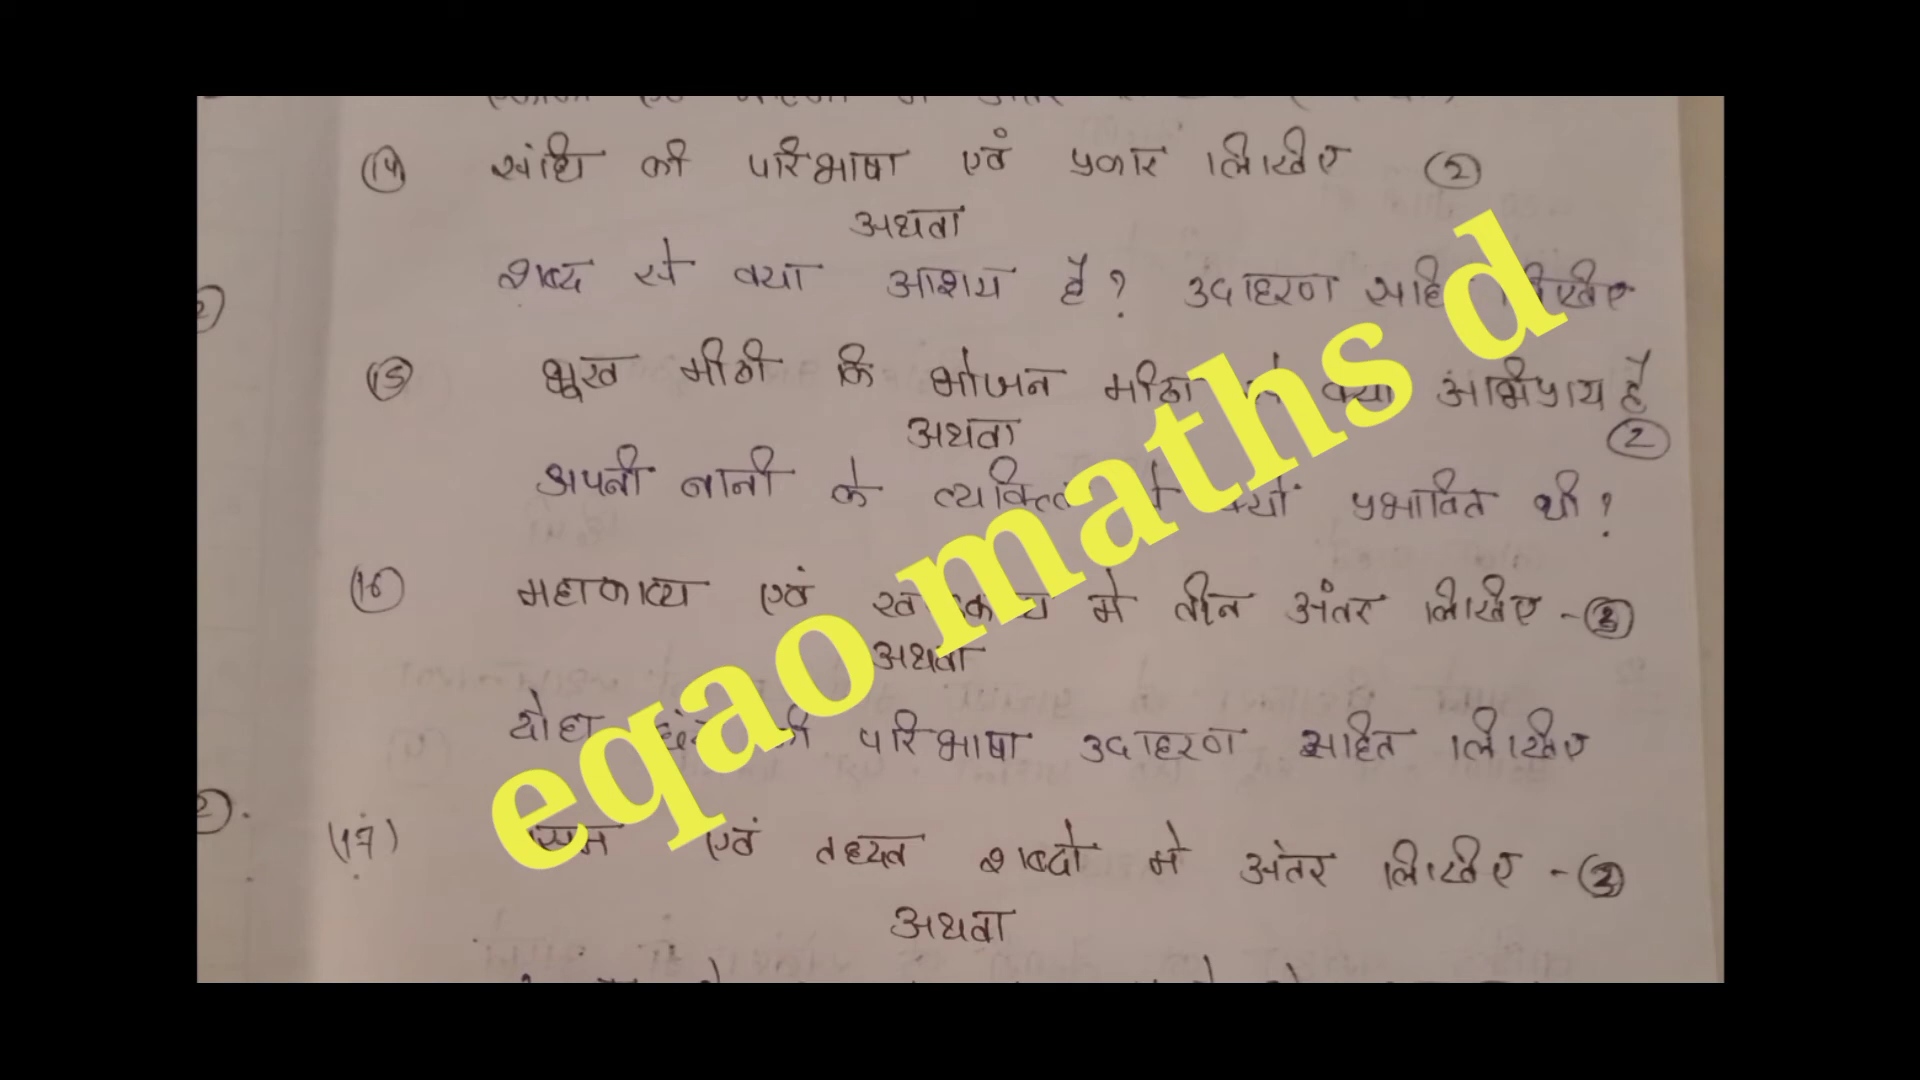 (14) संधि की परिभाषा एवं प्रकार लिखिए (2)
अथवा
शब्द से क्या आशय है? उदाहरण सहित लिखिए
(15) भूख मीठी कि भोजन मीठा से क्या अभिप्राय है
अथवा (2)
अपनी नानी के व्यक्तित्व से क्यों प्रभावित थी?
(16) महाकाव्य एवं खण्डकाव्य में तीन अंतर लिखिए - (3)
अथवा
दोहा छंद की परिभाषा उदाहरण सहित लिखिए
(17) एवं तद्भव शब्दों में अंतर लिखिए - (3)
अथवा
eqao maths d